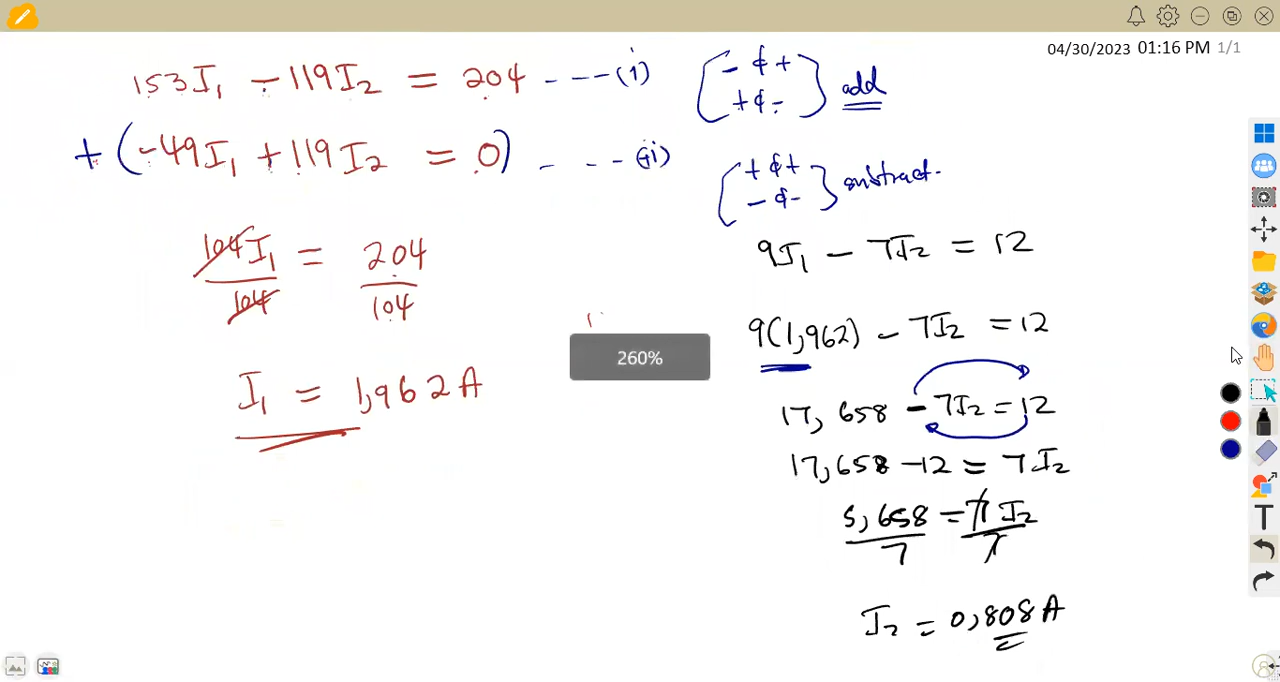 04/30/2023 01:16 PM 1/1
153I₁ - 119I₂ = 204 - - - - (i)
- & +
+ & -
add
+ (-49I₁ + 119I₂ = 0) - - - - (ii)
+ & +
- & -
subtract.
104I₁ = 204
104 104
I₁ = 1,962 A
9I₁ - 7I₂ = 12
9(1,962) - 7I₂ = 12
260%
17,658 - 7I₂ = 12
17,658 - 12 = 7I₂
5,658 = 7I₂
7 7
I₂ = 0,808 A
T